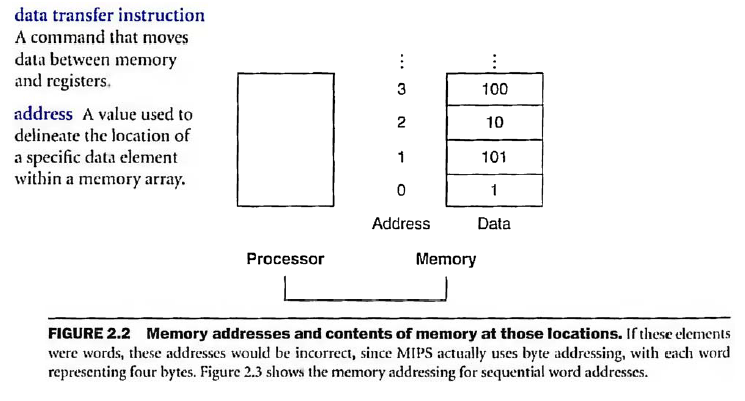 data transfer instruction
A command that moves
data between memory
and registers.
address A value used to
delineate the location of
a specific data element
within a memory array.
⋮ ⋮
3 100
2 10
1 101
0 1
Address Data
Processor Memory
FIGURE 2.2 Memory addresses and contents of memory at those locations. If these elements
were words, these addresses would be incorrect, since MIPS actually uses byte addressing, with each word
representing four bytes. Figure 2.3 shows the memory addressing for sequential word addresses.